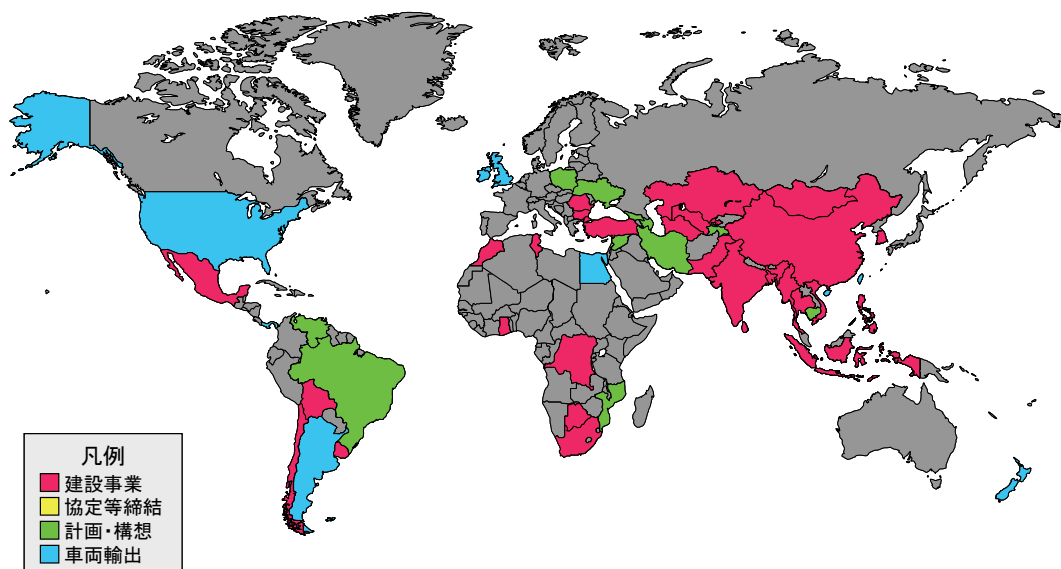 凡例
建設事業
協定等締結
計画・構想
車両輸出